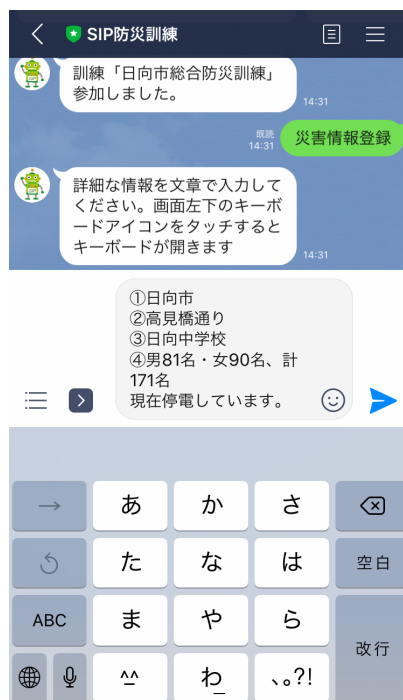 SIP防災訓練
訓練「日向市総合防災訓練」
参加しました。
14:31
既読
14:31
災害情報登録
詳細な情報を文章で入力して
ください。画面左下のキーボ
ードアイコンをタッチすると
キーボードが開きます
14:31
①日向市
②高見橋通り
③日向中学校
④男81名・女90名、計
171名
現在停電しています。
→
あ
か
さ
た
な
は
空白
ABC
ま
や
ら
改行
^^
わ
、。?!